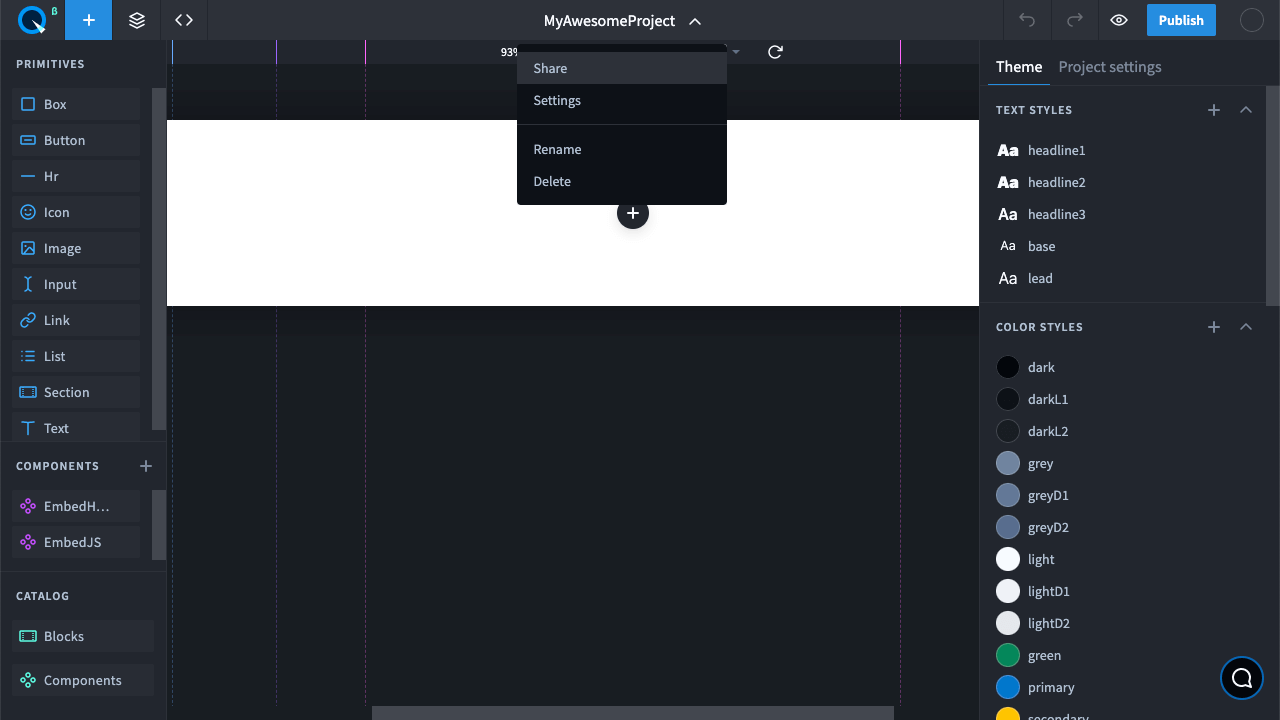 β
MyAwesomeProject
Publish
PRIMITIVES
Box
Button
Hr
Icon
Image
Input
Link
List
Section
Text
COMPONENTS
EmbedH...
EmbedJS
CATALOG
Blocks
Components
93%
Share
Settings
Rename
Delete
Theme Project settings
TEXT STYLES
Aa headline1
Aa headline2
Aa headline3
Aa base
Aa lead
COLOR STYLES
dark
darkL1
darkL2
grey
greyD1
greyD2
light
lightD1
lightD2
green
primary
secondary